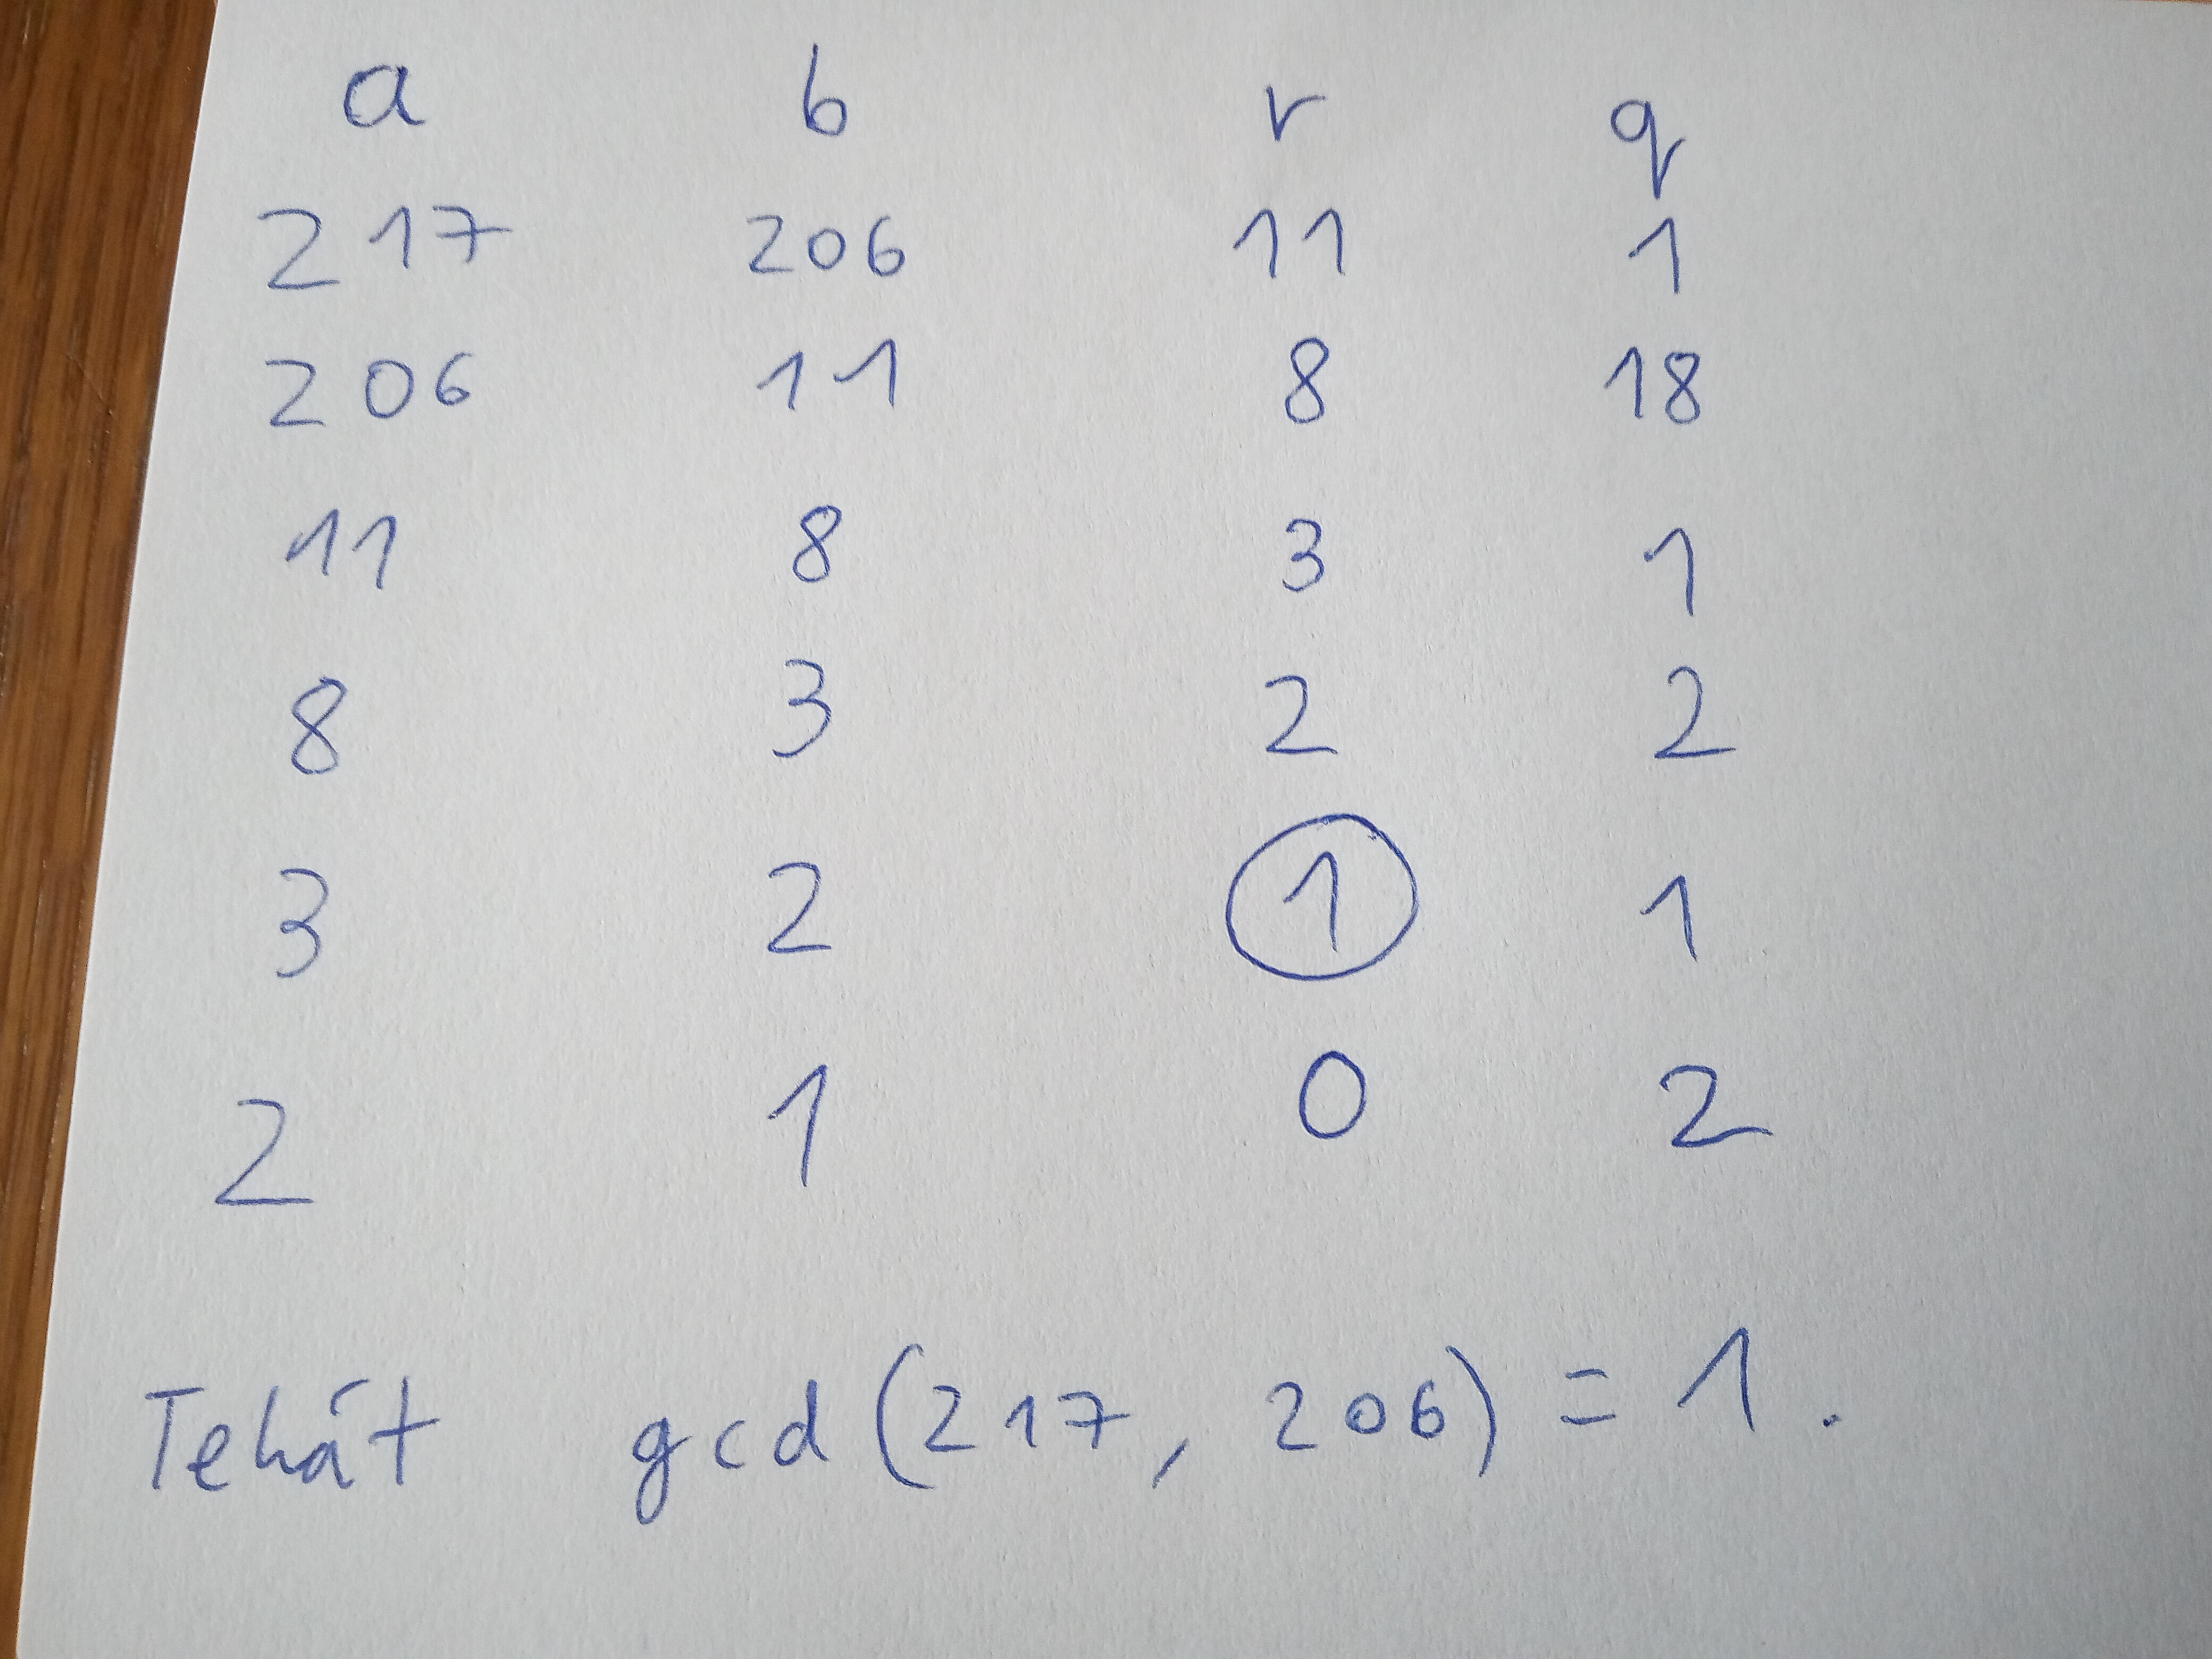 a b r q
217 206 11 1
206 11 8 18
11 8 3 1
8 3 2 2
3 2 1 1
2 1 0 2
Tehát gcd(217, 206) = 1.